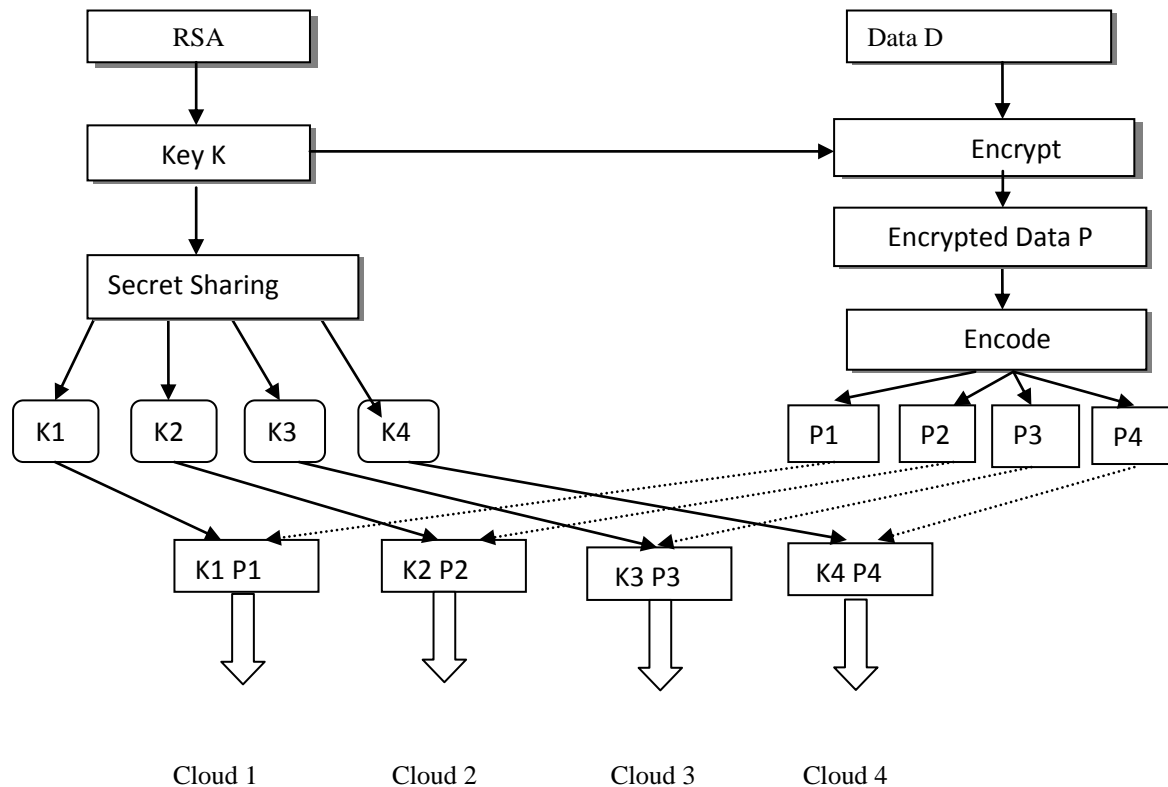 RSA
Data D
Key K
Encrypt
Encrypted Data P
Secret Sharing
Encode
K1
K2
K3
K4
P1
P2
P3
P4
K1 P1
K2 P2
K3 P3
K4 P4
Cloud 1
Cloud 2
Cloud 3
Cloud 4